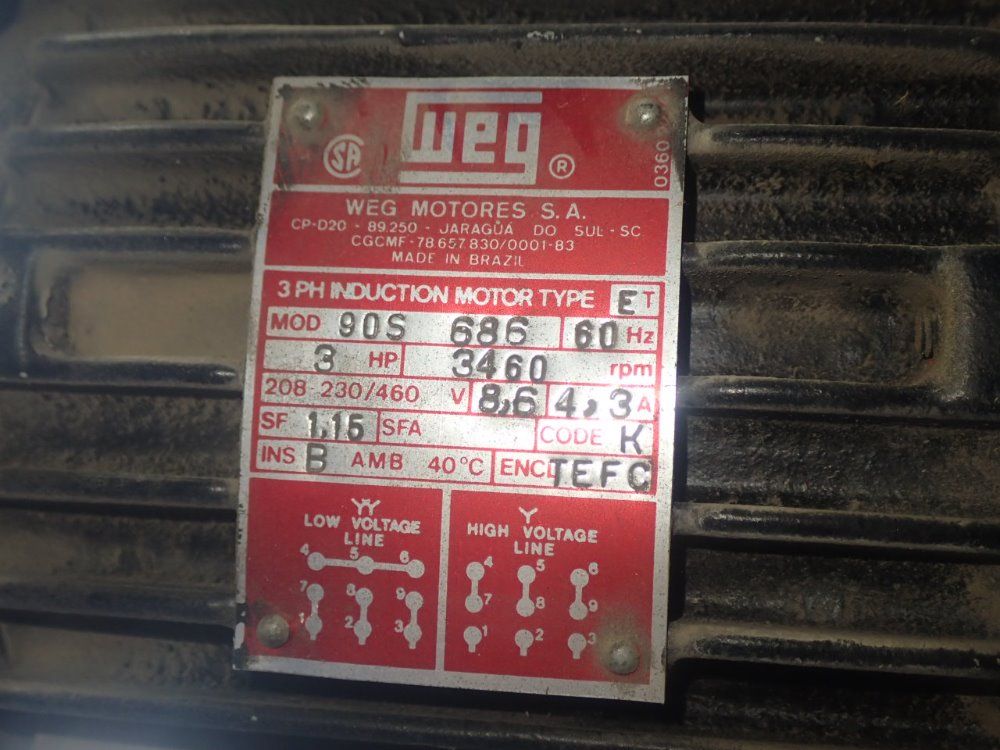 SA
weg
®
0360
WEG MOTORES S.A.
CP-D20 - 89.250 - JARAGUÁ DO SUL - SC
CGCMF - 78.657.830/0001-83
MADE IN BRAZIL
3 PH INDUCTION MOTOR TYPE ET
MOD 90S 686 60 Hz
3 HP 3460 rpm
208-230/460 V 8,6 4,3 A
SF 1,15 SFA CODE K
INS B AMB 40°C ENCL TEFC
YY
LOW VOLTAGE
LINE
4 5 6
7 8 9
1 2 3
Y
HIGH VOLTAGE
LINE
4 5 6
7 8 9
1 2 3